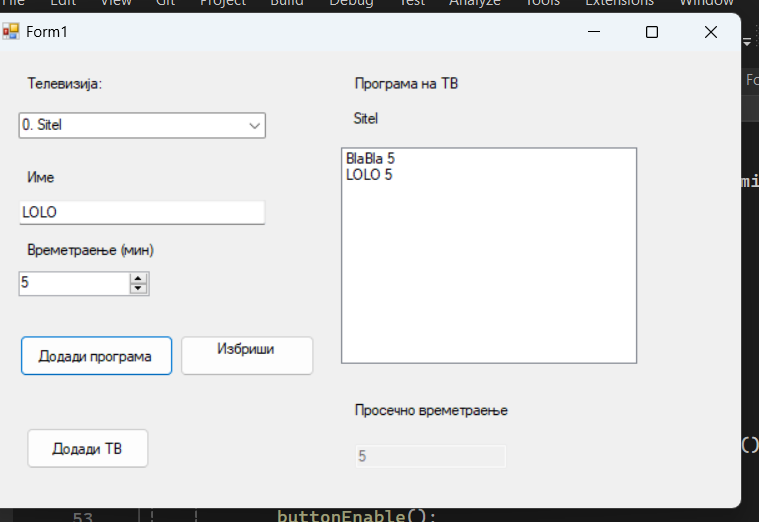 File Edit View Git Project Build Debug Test Analyze Tools Extensions Window
Form1
Телевизија:
0. Sitel
Име
LOLO
Времетраење (мин)
5
Додади програма
Избриши
Додади ТВ
Програма на ТВ
Sitel
BlaBla 5
LOLO 5
Просечно времетраење
5
Fo
mi
()
53 buttonEnable();